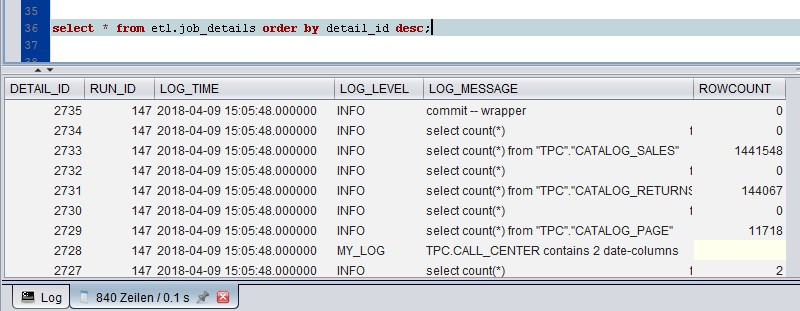 35
36 select * from etl.job_details order by detail_id desc;
37
DETAIL_ID RUN_ID LOG_TIME LOG_LEVEL LOG_MESSAGE ROWCOUNT
2735 147 2018-04-09 15:05:48.000000 INFO commit -- wrapper 0
2734 147 2018-04-09 15:05:48.000000 INFO select count(*) f 0
2733 147 2018-04-09 15:05:48.000000 INFO select count(*) from "TPC"."CATALOG_SALES" 1441548
2732 147 2018-04-09 15:05:48.000000 INFO select count(*) f 0
2731 147 2018-04-09 15:05:48.000000 INFO select count(*) from "TPC"."CATALOG_RETURNS 144067
2730 147 2018-04-09 15:05:48.000000 INFO select count(*) f 0
2729 147 2018-04-09 15:05:48.000000 INFO select count(*) from "TPC"."CATALOG_PAGE" 11718
2728 147 2018-04-09 15:05:48.000000 MY_LOG TPC.CALL_CENTER contains 2 date-columns
2727 147 2018-04-09 15:05:48.000000 INFO select count(*) f 2
Log 840 Zeilen / 0.1 s